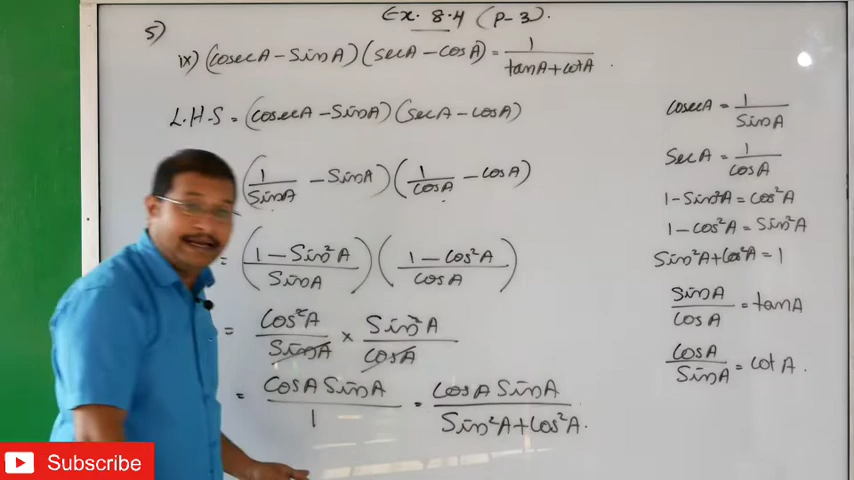 Ex. 8.4 (P-3).
5)
ix) (cosecA - SinA)(secA - cosA) = 1/(tanA+cotA).
L.H.S = (cosecA - SinA)(secA - cosA)
(1/SinA - SinA)(1/cosA - cosA)
= ((1 - Sin²A)/SinA)((1 - cos²A)/cosA)
= Cos²A/SinA × Sin²A/cosA
= (CosA SinA)/1 = (CosA SinA)/(Sin²A+Cos²A).
cosecA = 1/SinA
SecA = 1/cosA
1-Sin²A = cos²A
1-cos²A = Sin²A
Sin²A+Cos²A = 1
SinA/CosA = tanA
CosA/SinA = cotA.
Subscribe